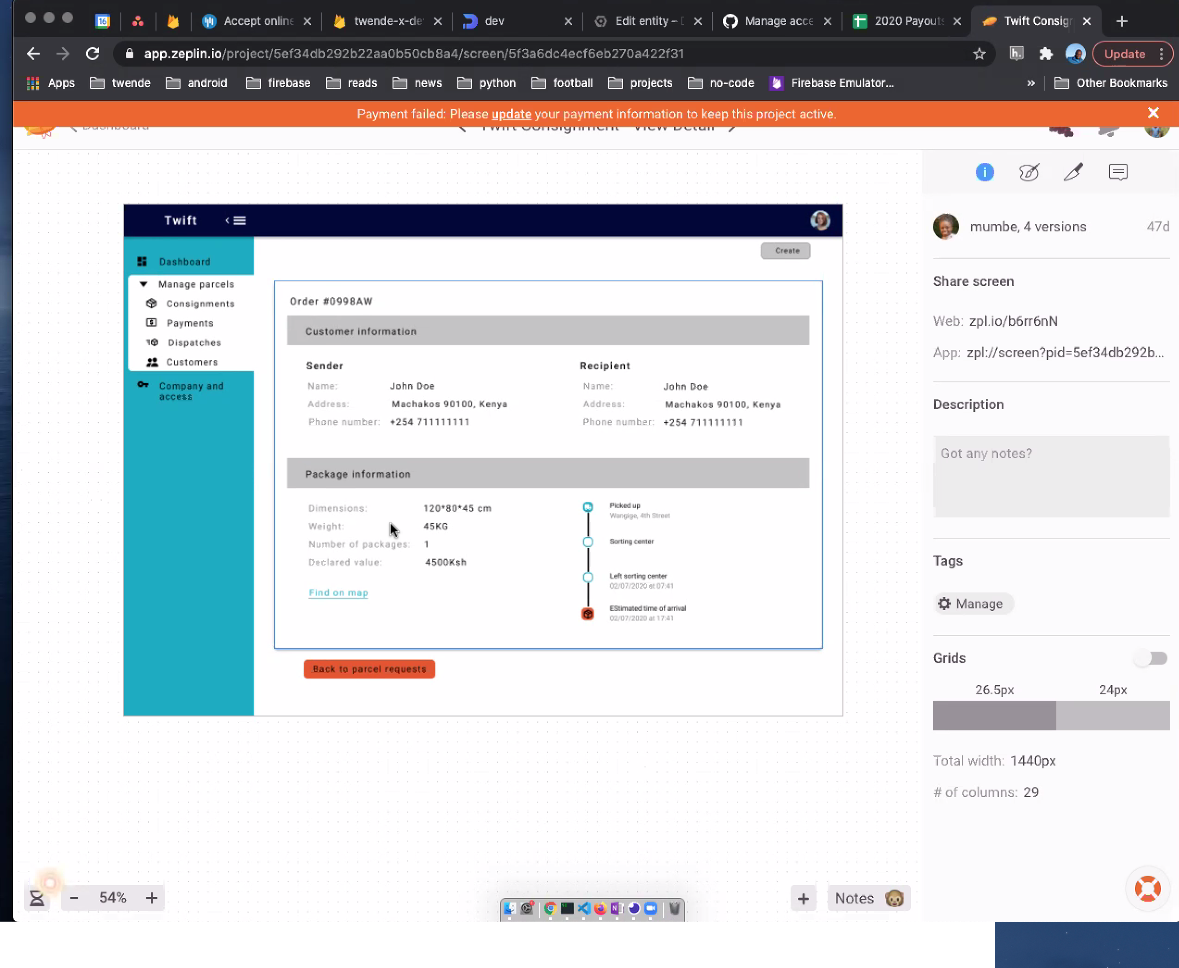 16
Accept online
twende-x-de
dev
Edit entity –
Manage acce
2020 Payout
Twift Consign
app.zeplin.io/project/5ef34db292b22aa0b50cb8a4/screen/5f3a6dc4ecf6eb270a422f31
Update
Apps
twende
android
firebase
reads
news
python
football
projects
no-code
Firebase Emulator...
»
Other Bookmarks
Payment failed: Please update your payment information to keep this project active.
Dashboard
Twift Consignment - View Detail
mumbe, 4 versions
47d
Share screen
Web: zpl.io/b6rr6nN
App: zpl://screen?pid=5ef34db292b...
Description
Got any notes?
Tags
Manage
Grids
26.5px
24px
Total width: 1440px
# of columns: 29
Twift
Create
Dashboard
Manage parcels
Consignments
Payments
Dispatches
Customers
Company and
access
Order #0998AW
Customer information
Sender
Name: John Doe
Address: Machakos 90100, Kenya
Phone number: +254 711111111
Recipient
Name: John Doe
Address: Machakos 90100, Kenya
Phone number: +254 711111111
Package information
Dimensions: 120*80*45 cm
Weight: 45KG
Number of packages: 1
Declared value: 4500Ksh
Find on map
Picked up
Wangige, 4th Street
Sorting center
Left sorting center
02/07/2020 at 07:41
EStimated time of arrival
02/07/2020 at 17:41
Back to parcel requests
54%
Notes